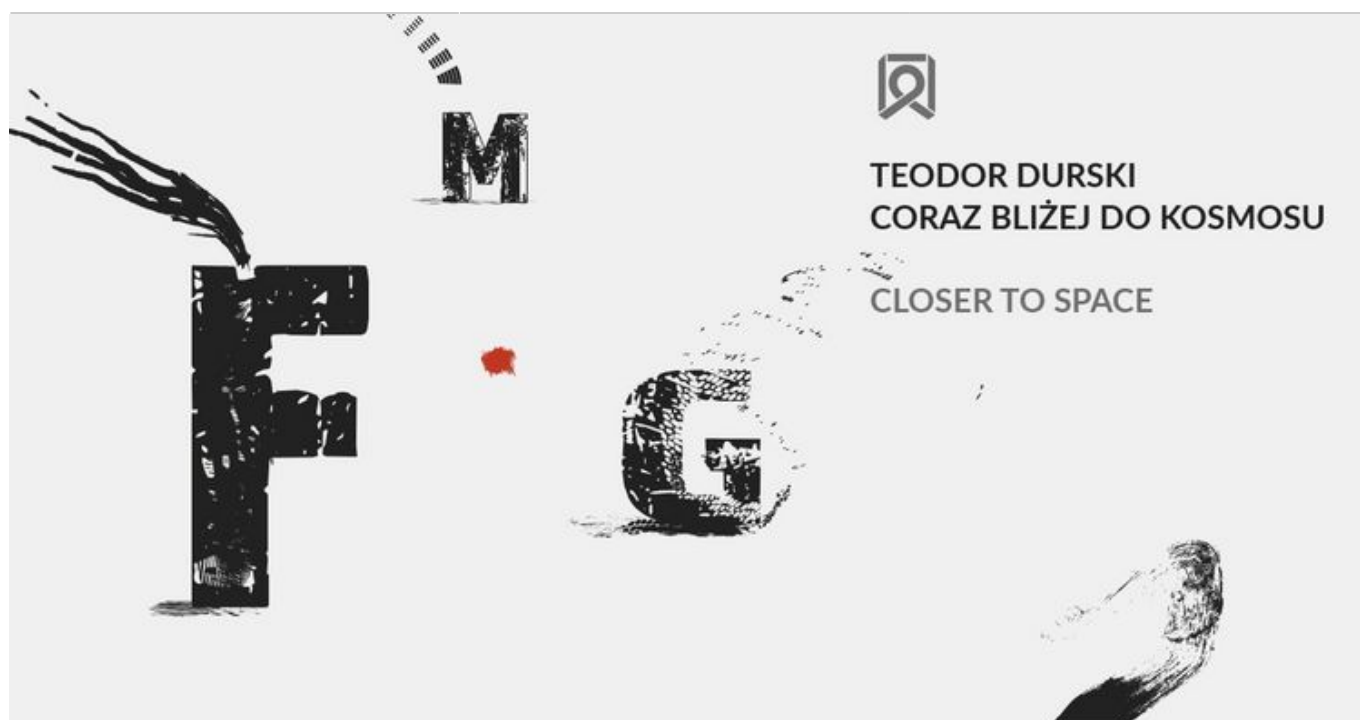 M
F
G
TEODOR DURSKI
CORAZ BLIŻEJ DO KOSMOSU
CLOSER TO SPACE